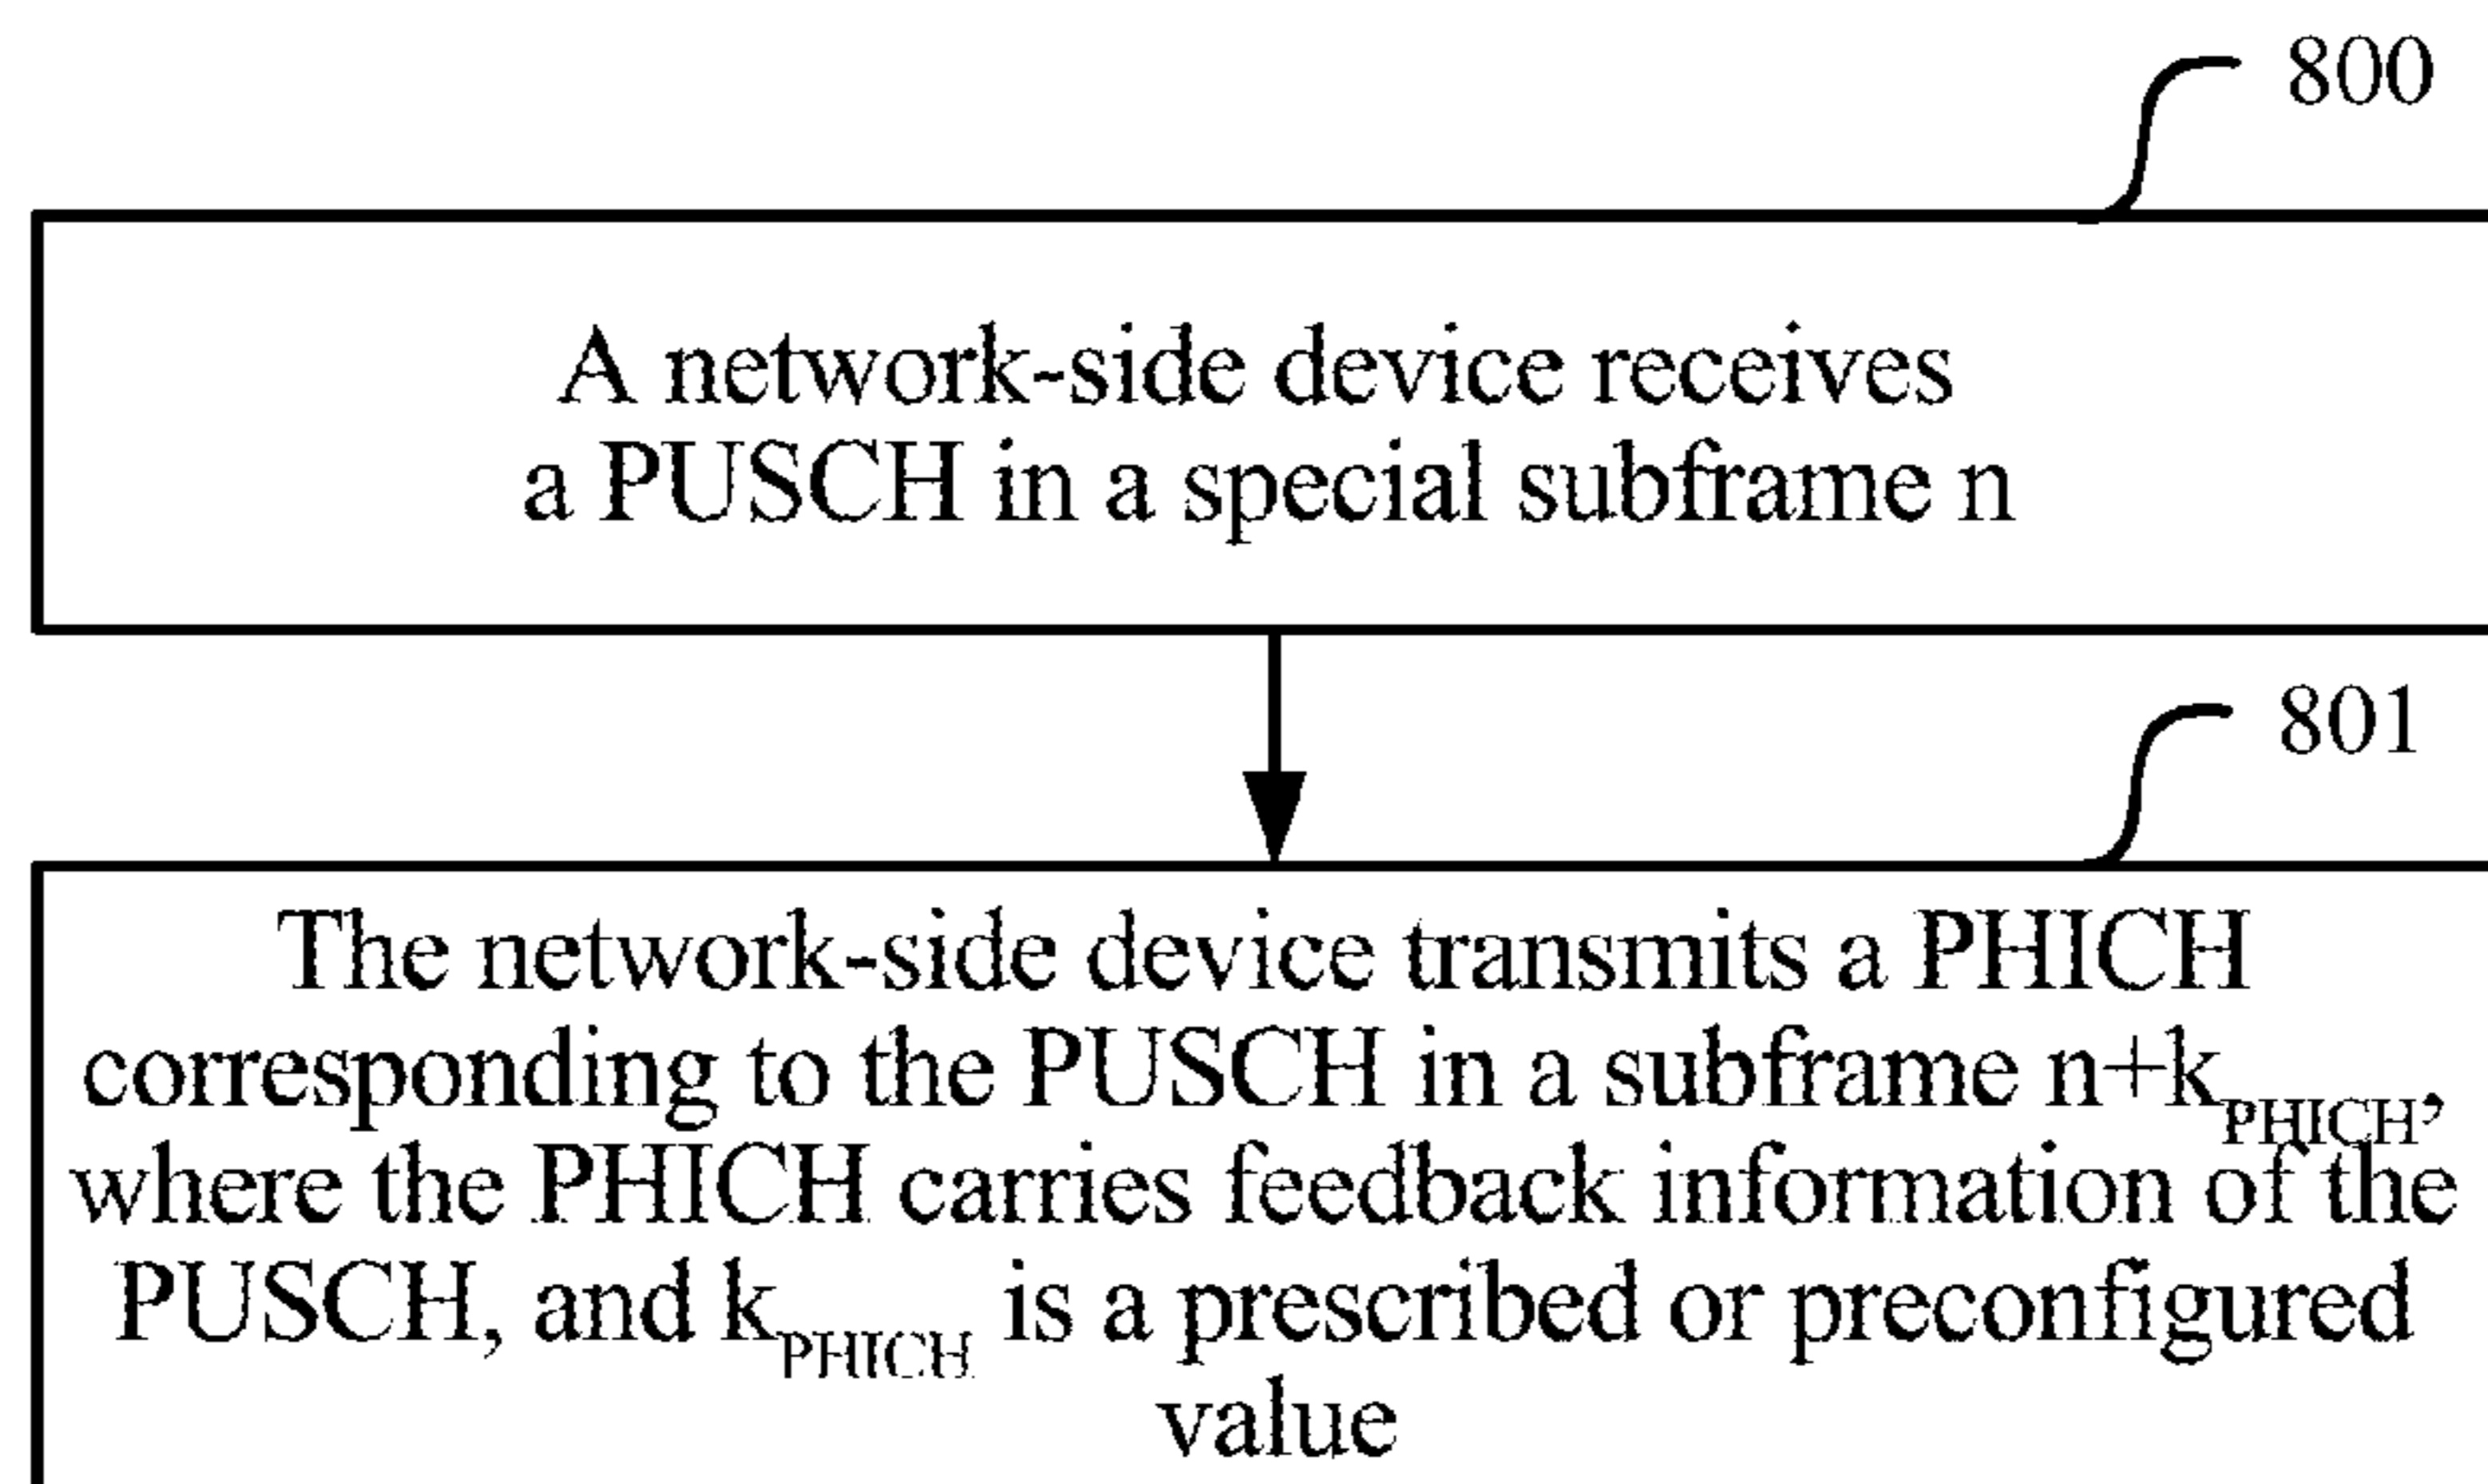 800
A network-side device receives
a PUSCH in a special subframe n
801
The network-side device transmits a PHICH
corresponding to the PUSCH in a subframe n+kPHICH,
where the PHICH carries feedback information of the
PUSCH, and kPHICH is a prescribed or preconfigured
value